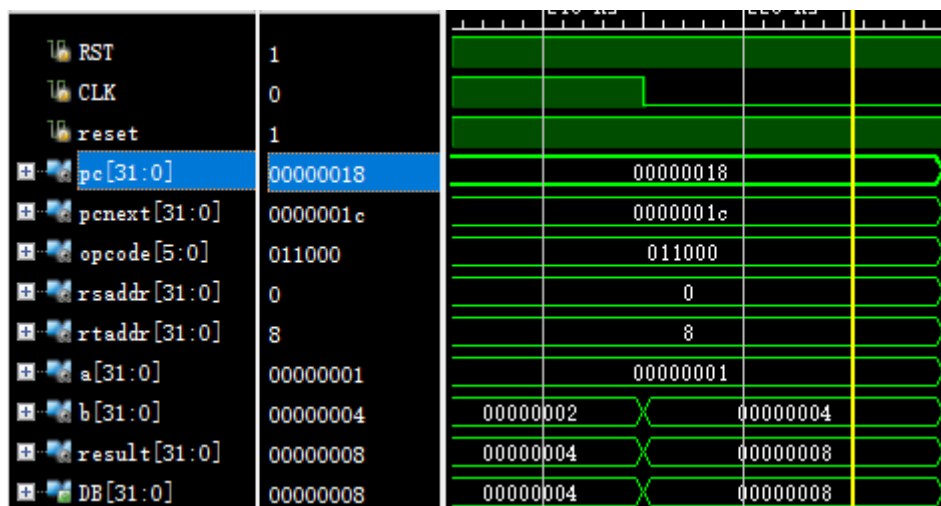 RST 1
CLK 0
reset 1
pc[31:0] 00000018 00000018
pcnext[31:0] 0000001c 0000001c
opcode[5:0] 011000 011000
rsaddr[31:0] 0 0
rtaddr[31:0] 8 8
a[31:0] 00000001 00000001
b[31:0] 00000004 00000002 00000004
result[31:0] 00000008 00000004 00000008
DB[31:0] 00000008 00000004 00000008